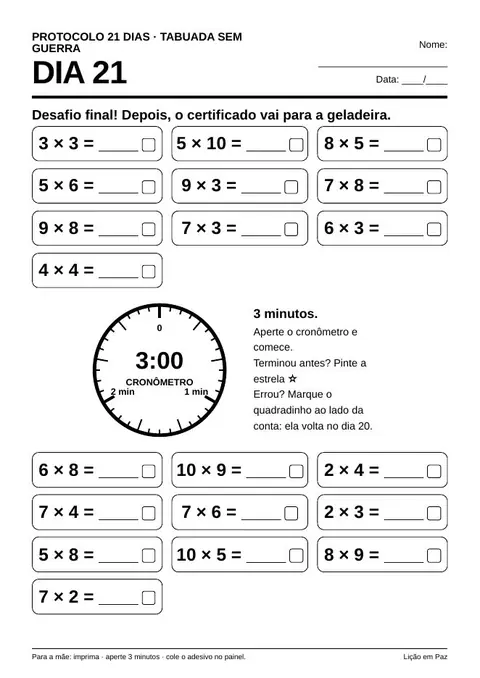 PROTOCOLO 21 DIAS · TABUADA SEM
GUERRA
DIA 21
Nome:
____________________
Data: ____/____
Desafio final! Depois, o certificado vai para a geladeira.
3 × 3 = ____ ☐ 5 × 10 = ____ ☐ 8 × 5 = ____ ☐
5 × 6 = ____ ☐ 9 × 3 = ____ ☐ 7 × 8 = ____ ☐
9 × 8 = ____ ☐ 7 × 3 = ____ ☐ 6 × 3 = ____ ☐
4 × 4 = ____ ☐
0
3:00
CRONÔMETRO
2 min 1 min
3 minutos.
Aperte o cronômetro e
comece.
Terminou antes? Pinte a
estrela ☆
Errou? Marque o
quadradinho ao lado da
conta: ela volta no dia 20.
6 × 8 = ____ ☐ 10 × 9 = ____ ☐ 2 × 4 = ____ ☐
7 × 4 = ____ ☐ 7 × 6 = ____ ☐ 2 × 3 = ____ ☐
5 × 8 = ____ ☐ 10 × 5 = ____ ☐ 8 × 9 = ____ ☐
7 × 2 = ____ ☐
Para a mãe: imprima · aperte 3 minutos · cole o adesivo no painel.
Lição em Paz